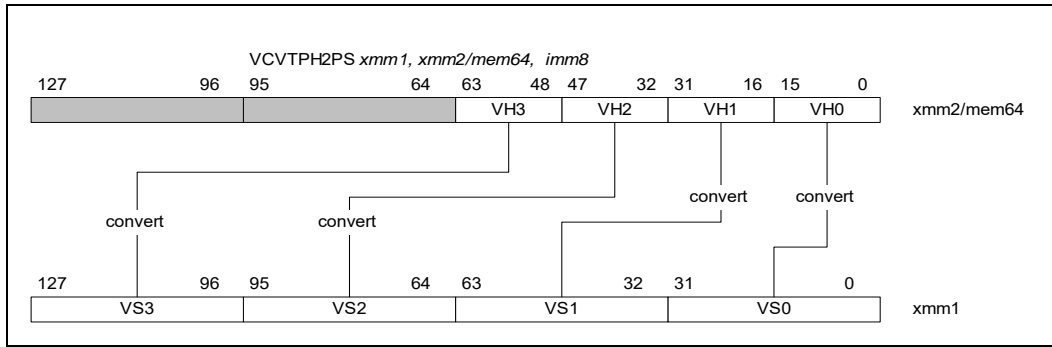 VCVTPH2PS xmm1, xmm2/mem64, imm8
127 96 95 64 63 48 47 32 31 16 15 0
VH3 VH2 VH1 VH0 xmm2/mem64
convert convert
convert convert
127 96 95 64 63 32 31 0
VS3 VS2 VS1 VS0 xmm1